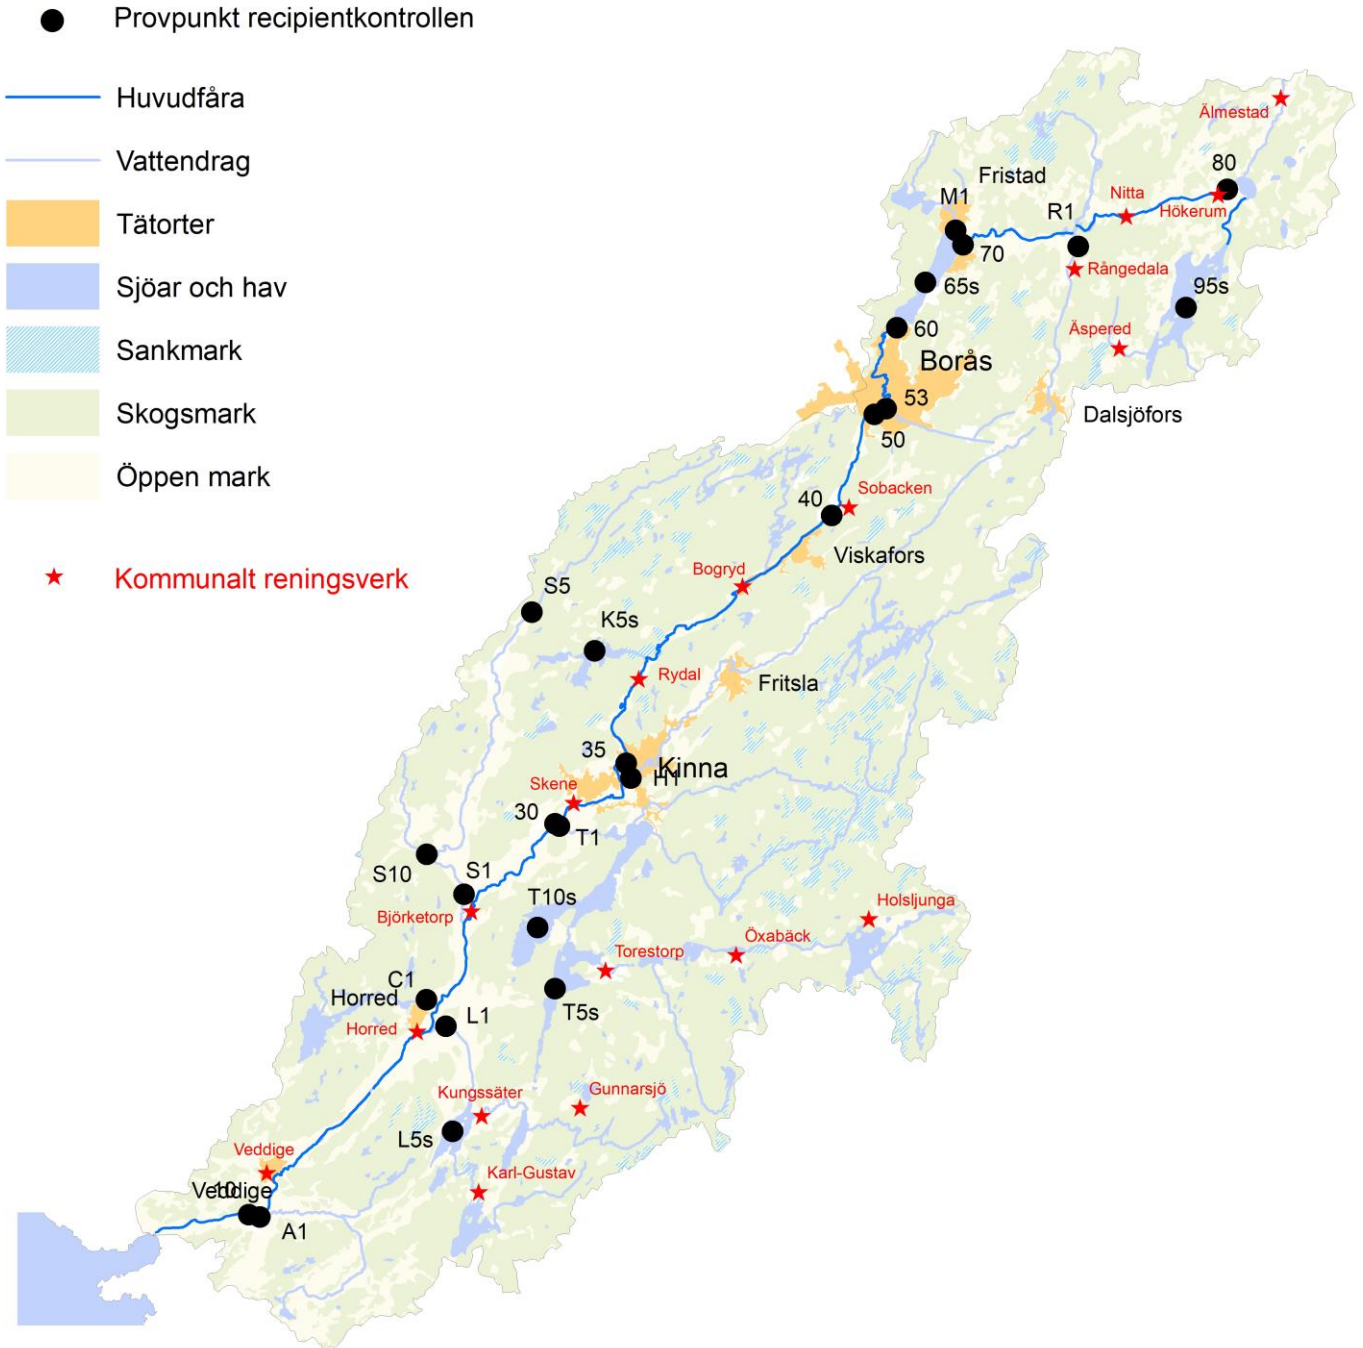 Provpunkt recipientkontrollen
Huvudfåra
Vattendrag
Tätorter
Sjöar och hav
Sankmark
Skogsmark
Öppen mark
Kommunalt reningsverk
Älmestad
80
Fristad
Nitta
M1
R1
Hökerum
70
Rångedala
65s
95s
60
Äspered
Borås
53
Dalsjöfors
50
Sobacken
40
Viskafors
Bogryd
S5
K5s
Rydal
Fritsla
35
Kinna
H1
Skene
30
T1
S10
S1
T10s
Holsljunga
Björketorp
Öxabäck
Torestorp
C1
Horred
T5s
L1
Horred
Gunnarsjö
Kungssäter
L5s
Veddige
Karl-Gustav
10
Veddige
A1